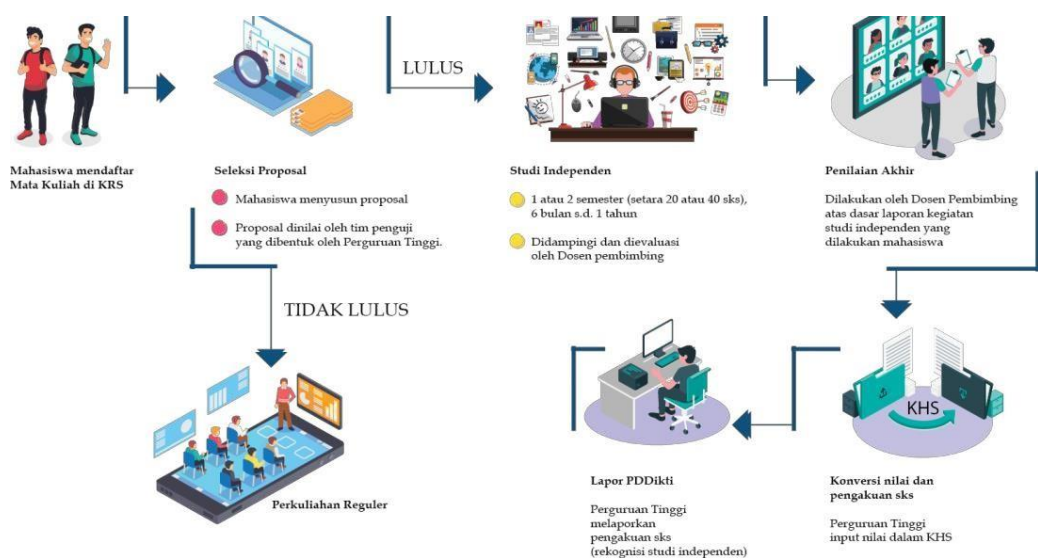 LULUS
Mahasiswa mendaftar
Mata Kuliah di KRS
Seleksi Proposal
Mahasiswa menyusun proposal
Proposal dinilai oleh tim penguji
yang dibentuk oleh Perguruan Tinggi.
Studi Independen
1 atau 2 semester (setara 20 atau 40 sks),
6 bulan s.d. 1 tahun
Didampingi dan dievaluasi
oleh Dosen pembimbing
Penilaian Akhir
Dilakukan oleh Dosen Pembimbing
atas dasar laporan kegiatan
studi independen yang
dilakukan mahasiswa
TIDAK LULUS
Perkuliahan Reguler
KHS
Konversi nilai dan
pengakuan sks
Perguruan Tinggi
input nilai dalam KHS
Lapor PDDikti
Perguruan Tinggi
melaporkan
pengakuan sks
(rekognisi studi independen)